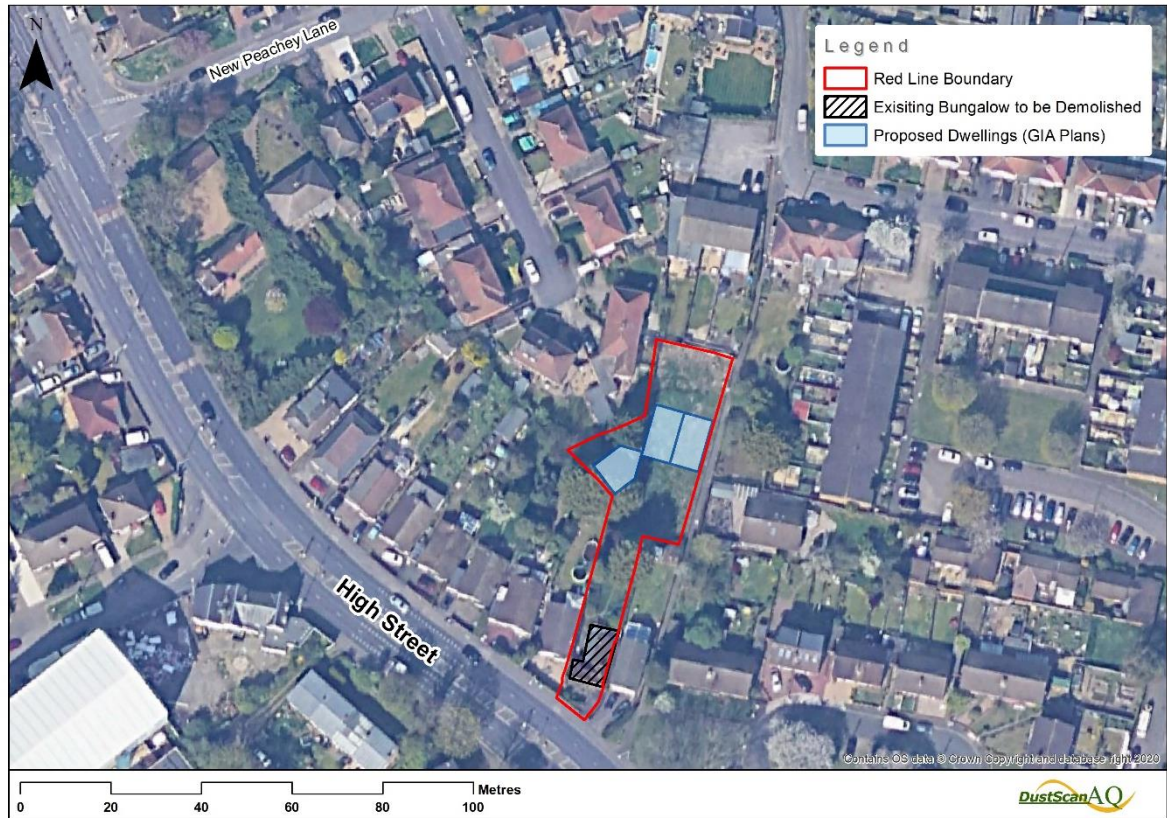 N
New Peachey Lane
Legend
Red Line Boundary
Exisiting Bungalow to be Demolished
Proposed Dwellings (GIA Plans)
High Street
Contains OS data © Crown Copyright and database right 2020
Metres
0 20 40 60 80 100
DustScanAQ